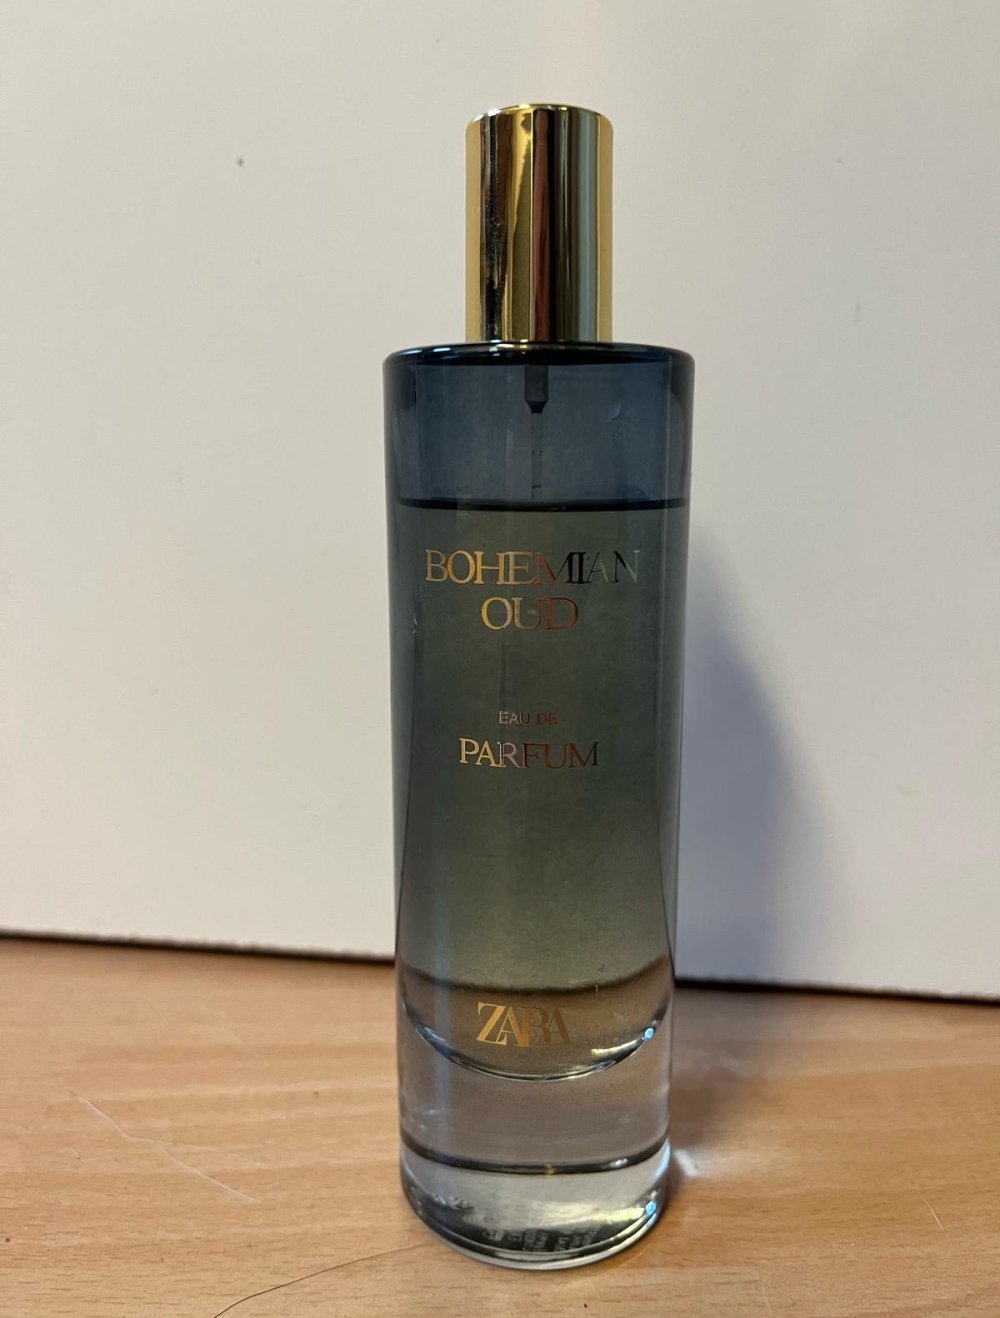 BOHEMIAN
OUD
EAU DE
PARFUM
ZARA